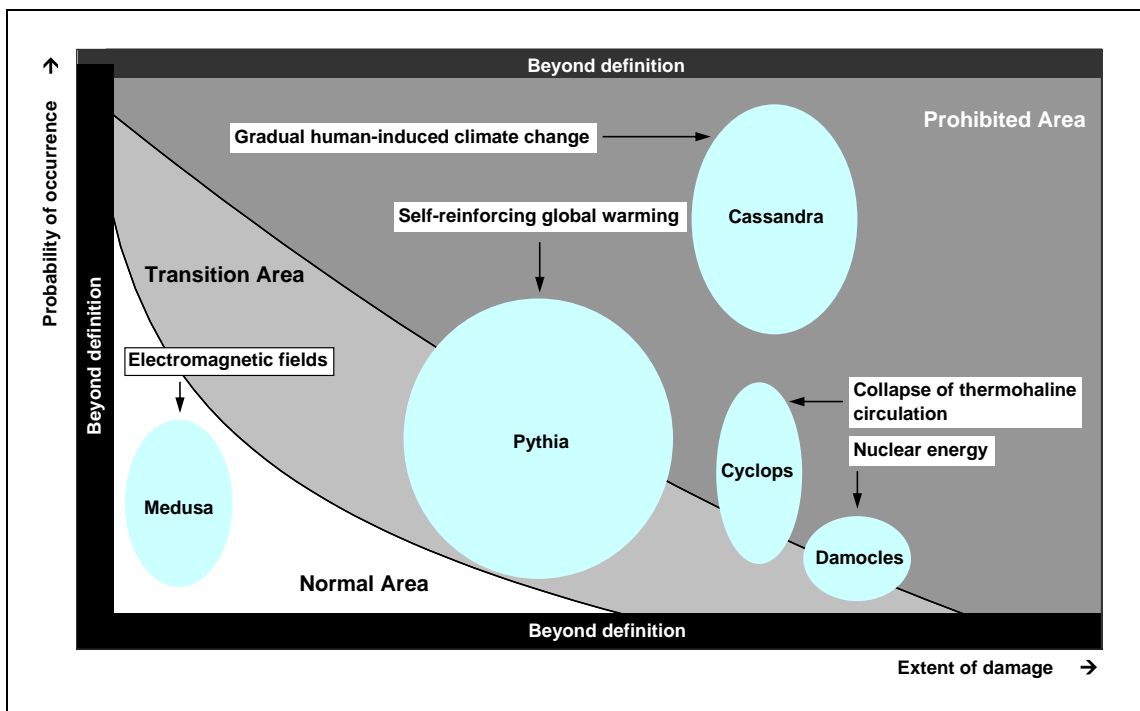 Beyond definition
Probability of occurrence →
Beyond definition
Prohibited Area
Gradual human-induced climate change
Cassandra
Self-reinforcing global warming
Transition Area
Electromagnetic fields
Collapse of thermohaline
circulation
Nuclear energy
Pythia
Cyclops
Medusa
Damocles
Normal Area
Beyond definition
Extent of damage →